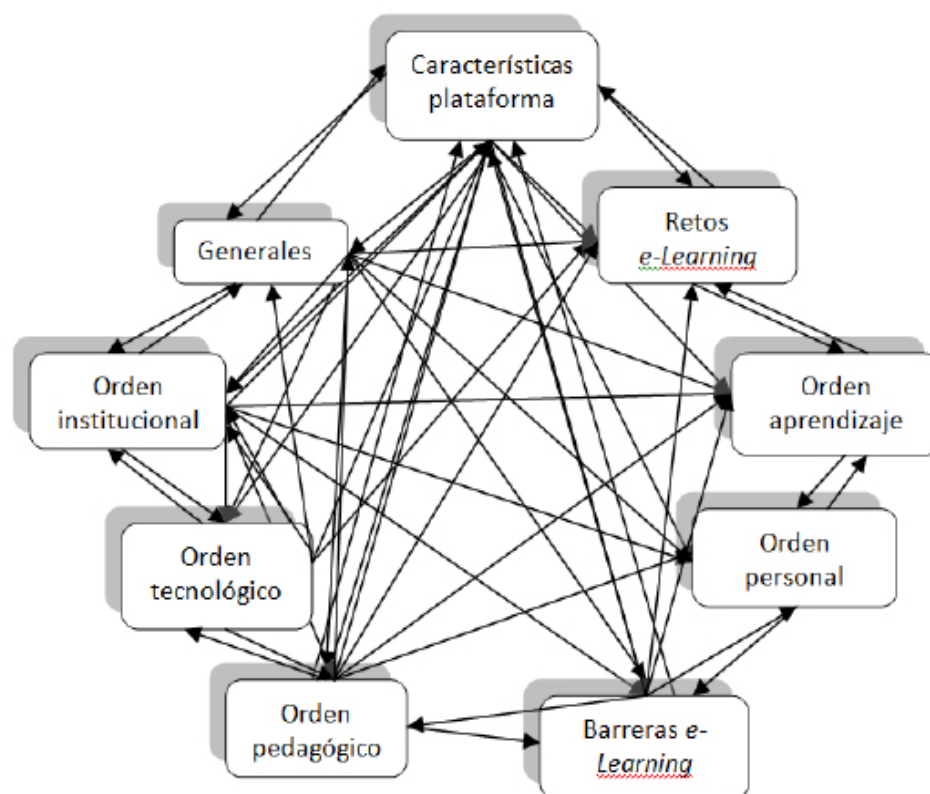 Características
plataforma
Retos
e-Learning
Generales
Orden
institucional
Orden
aprendizaje
Orden
tecnológico
Orden
personal
Orden
pedagógico
Barreras e-
Learning